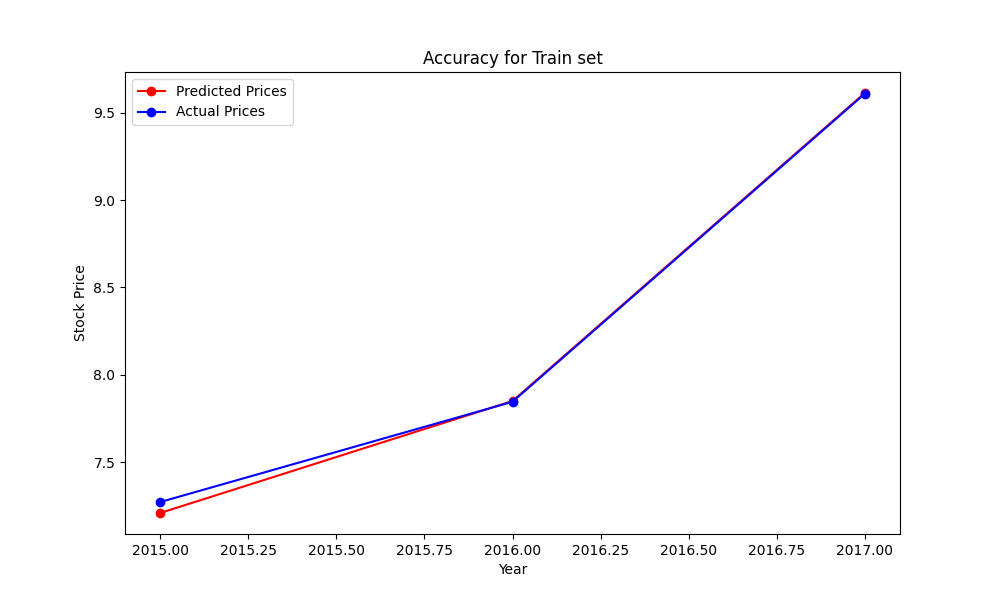 Accuracy for Train set
Predicted Prices
Actual Prices
9.5
9.0
8.5
8.0
7.5
Stock Price
2015.00 2015.25 2015.50 2015.75 2016.00 2016.25 2016.50 2016.75 2017.00
Year